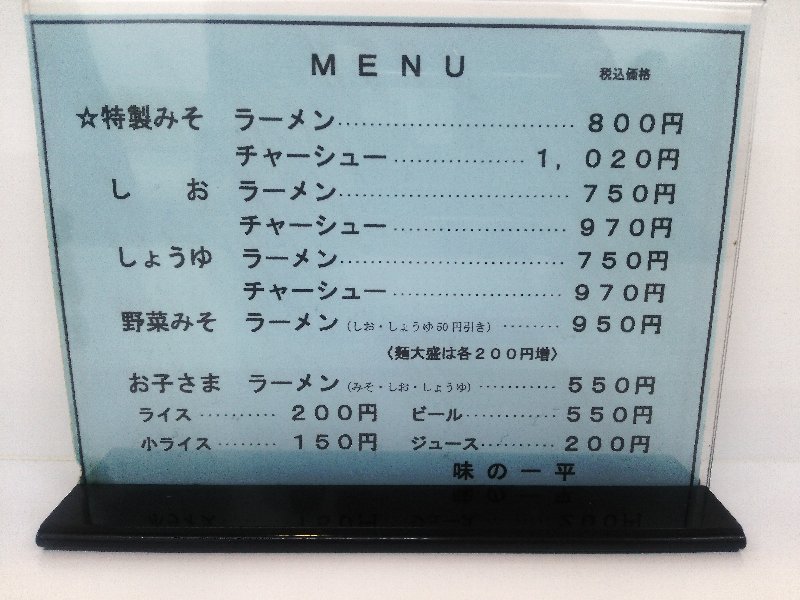 MENU
税込価格
☆特製みそ ラーメン……………………… 800円
チャーシュー ………… 1,020円
しお ラーメン……………………… 750円
チャーシュー ……………… 970円
しょうゆ ラーメン…………………… 750円
チャーシュー ……………… 970円
野菜みそ ラーメン (しお・しょうゆ50円引き) ……… 950円
〈麺大盛は各200円増〉
お子さま ラーメン (みそ・しお・しょうゆ) ………… 550円
ライス ………… 200円 ビール………… 550円
小ライス ……… 150円 ジュース……… 200円
味の一平